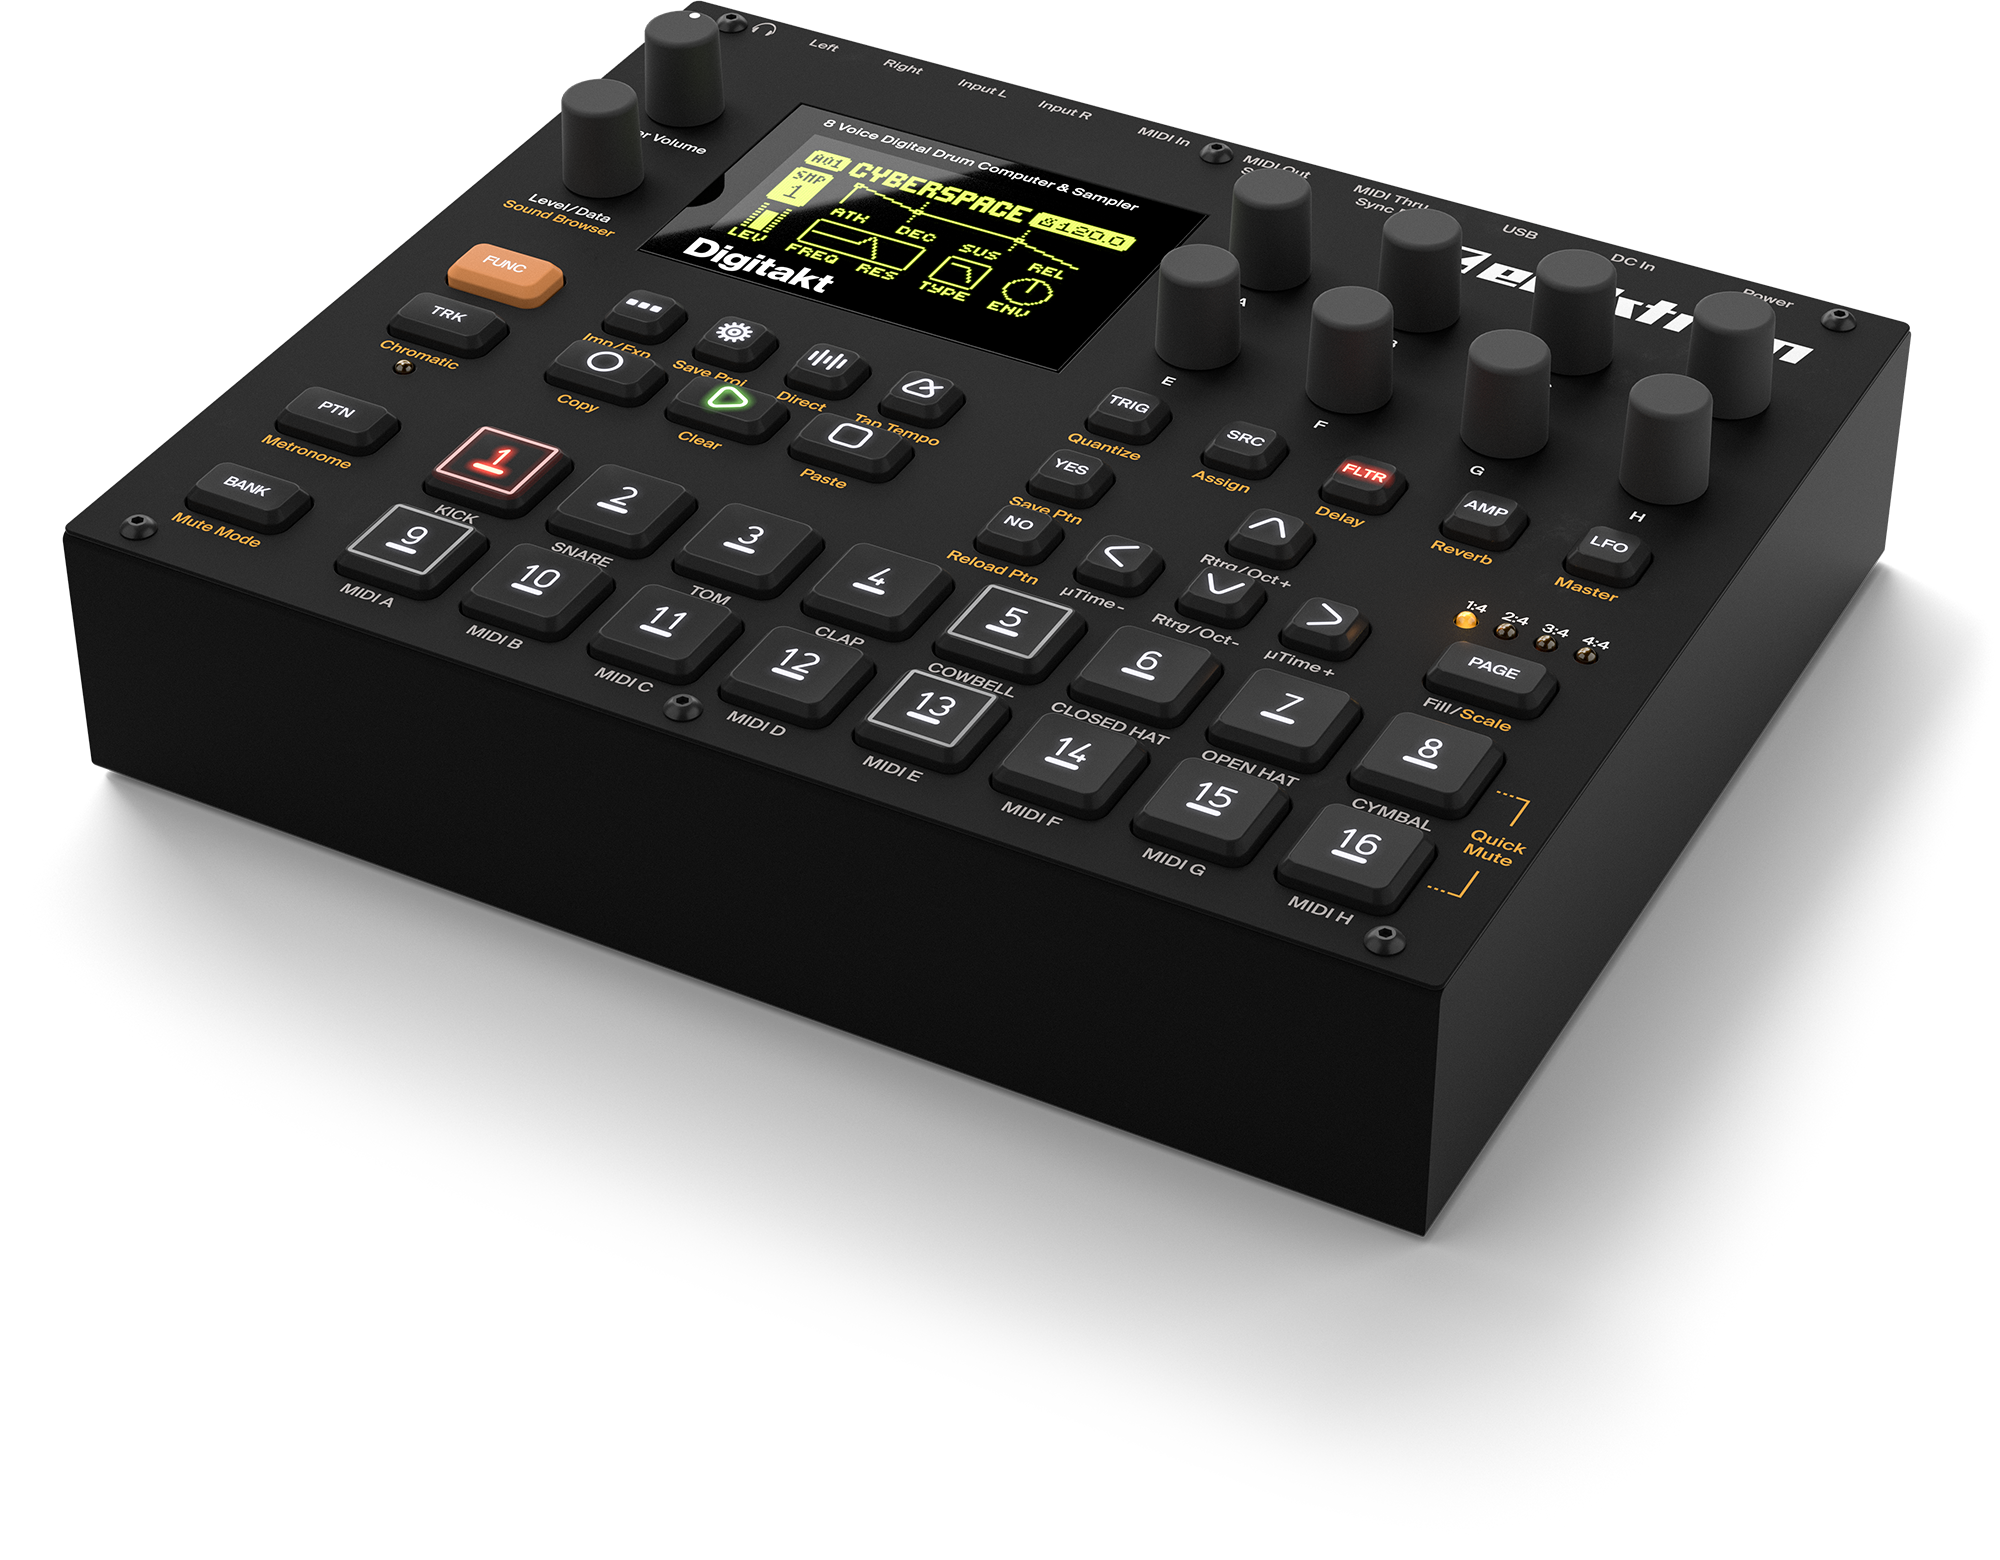 Left
Right
Input L
Input R
MIDI In
MIDI Out
MIDI Thru
Sync
USB
DC In
Power
Volume
8 Voice Digital Drum Computer & Sampler
A01 CYBERSPACE 120.0
SMP
1
LEV
ATK
DEC
SUS
REL
FREQ
RES
TYPE
ENV
Digitakt
Level/Data
Sound Browser
FUNC
TRK
Chromatic
PTN
Metronome
BANK
Mute Mode
Imp/Exp
Save Proj
Direct
Tap Tempo
Copy
Clear
Paste
A
B
E
F
G
H
TRIG
Quantize
SRC
Assign
FLTR
Delay
AMP
Reverb
LFO
Master
YES
Save Ptn
NO
Reload Ptn
Rtrg/Oct+
µTime-
Rtrg/Oct-
µTime+
1:4
2:4
3:4
4:4
PAGE
Fill/Scale
1
KICK
2
SNARE
3
TOM
4
CLAP
5
COWBELL
6
CLOSED HAT
7
OPEN HAT
8
CYMBAL
9
MIDI A
10
MIDI B
11
MIDI C
12
MIDI D
13
MIDI E
14
MIDI F
15
MIDI G
16
MIDI H
Quick
Mute